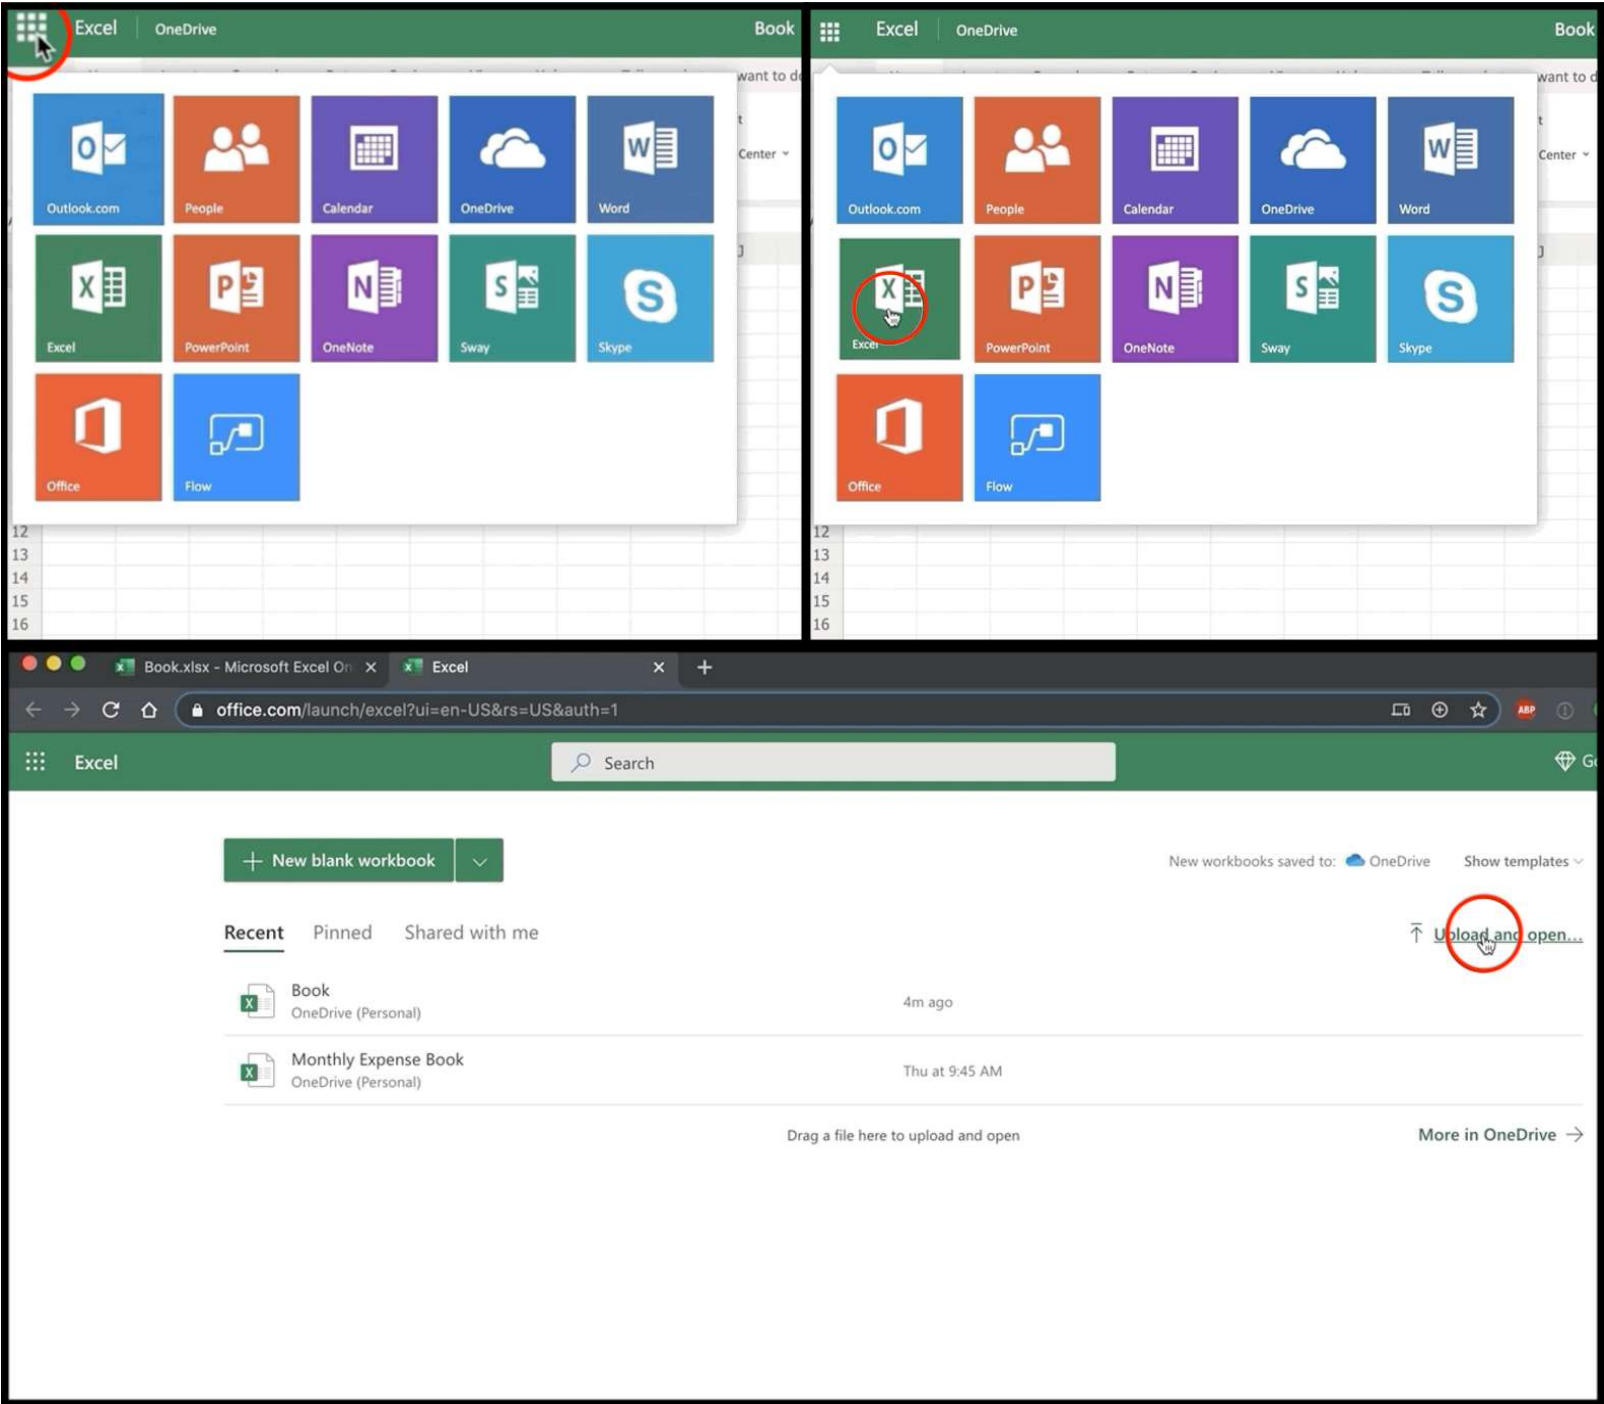 Excel OneDrive Book
want to do
t
Center
Outlook.com People Calendar OneDrive Word
J
Excel PowerPoint OneNote Sway Skype
Office Flow
12
13
14
15
16
Excel OneDrive Book
want to d
t
Center
Outlook.com People Calendar OneDrive Word
J
Excel PowerPoint OneNote Sway Skype
Office Flow
12
13
14
15
16
Book.xlsx - Microsoft Excel On Excel
office.com/launch/excel?ui=en-US&rs=US&auth=1 ABP
Excel Search Go
New blank workbook New workbooks saved to: OneDrive Show templates
Recent Pinned Shared with me Upload and open...
Book
OneDrive (Personal) 4m ago
Monthly Expense Book
OneDrive (Personal) Thu at 9:45 AM
Drag a file here to upload and open More in OneDrive